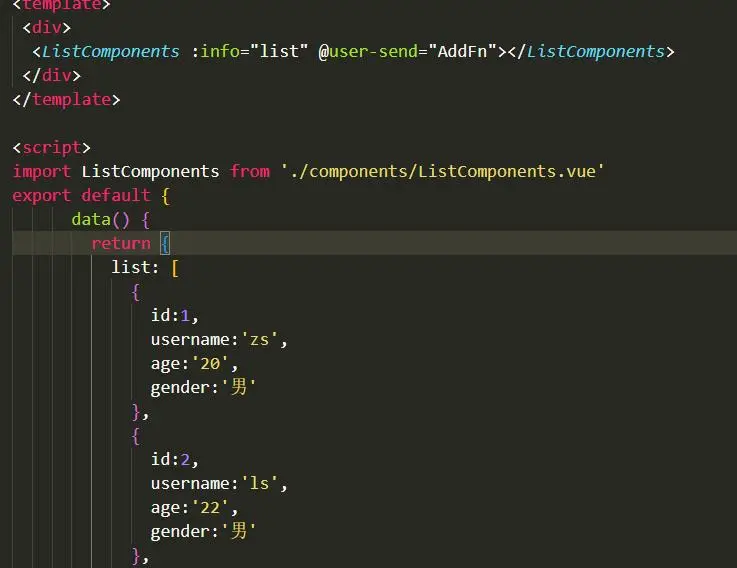 <template>
<div>
<ListComponents :info="list" @user-send="AddFn"></ListComponents>
</div>
</template>
<script>
import ListComponents from './components/ListComponents.vue'
export default {
data() {
return {
list: [
{
id:1,
username:'zs',
age:'20',
gender:'男'
},
{
id:2,
username:'ls',
age:'22',
gender:'男'
},